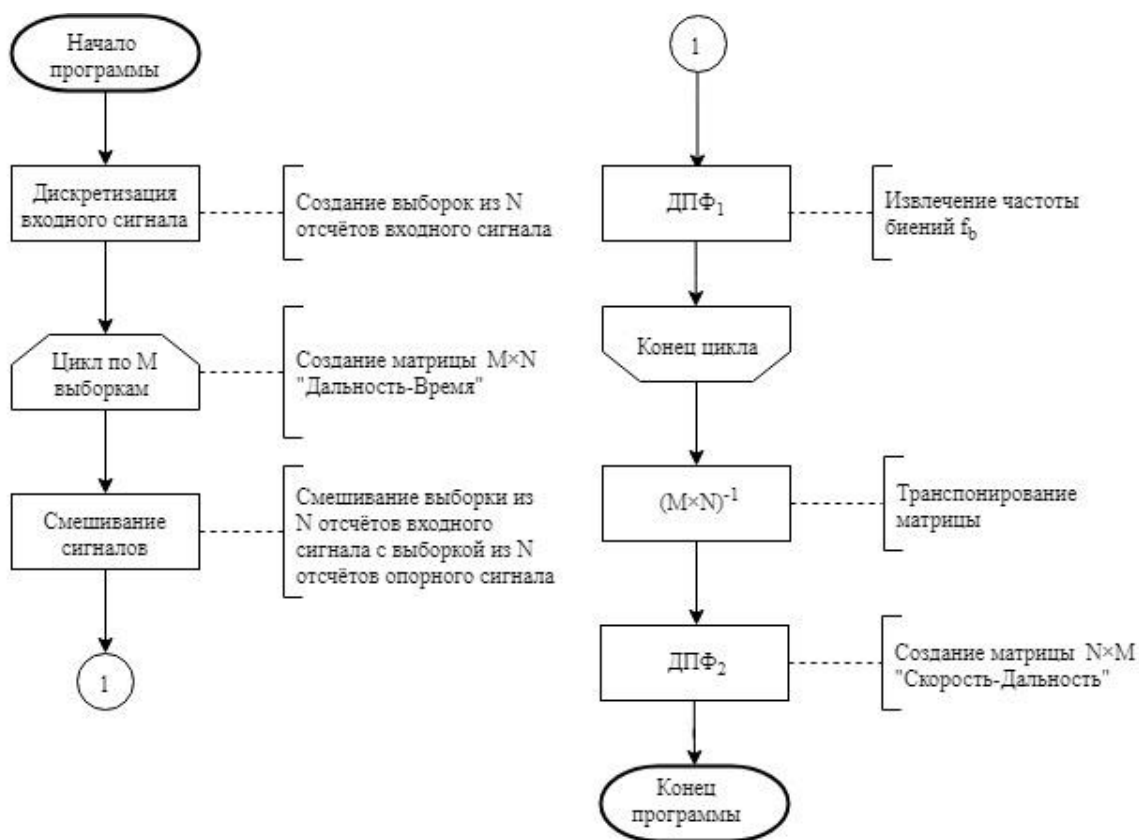 Начало
программы
Дискретизация
входного сигнала
Создание выборок из N
отсчётов входного сигнала
Цикл по M
выборкам
Создание матрицы M×N
"Дальность-Время"
Смешивание
сигналов
Смешивание выборки из
N отсчётов входного
сигнала с выборкой из N
отсчётов опорного сигнала
1
1
ДПФ₁
Извлечение частоты
биений f_b
Конец цикла
(M×N)⁻¹
Транспонирование
матрицы
ДПФ₂
Создание матрицы N×M
"Скорость-Дальность"
Конец
программы